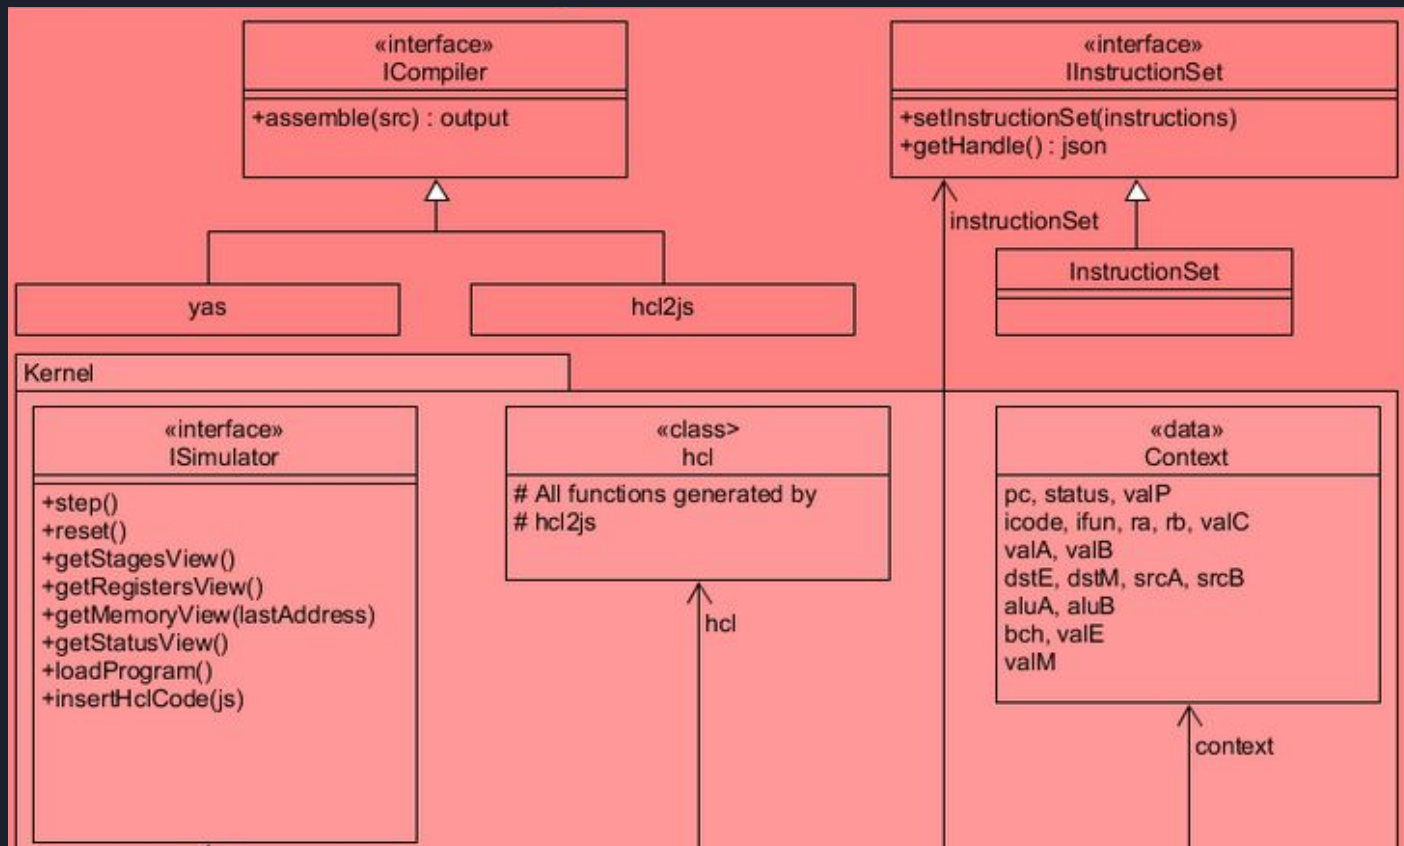 «interface»
ICompiler
+assemble(src) : output
«interface»
IInstructionSet
+setInstructionSet(instructions)
+getHandle() : json
instructionSet
InstructionSet
yas
hcl2js
Kernel
«interface»
ISimulator
+step()
+reset()
+getStagesView()
+getRegistersView()
+getMemoryView(lastAddress)
+getStatusView()
+loadProgram()
+insertHclCode(js)
«class>
hcl
# All functions generated by
# hcl2js
hcl
«data»
Context
pc, status, valP
icode, ifun, ra, rb, valC
valA, valB
dstE, dstM, srcA, srcB
aluA, aluB
bch, valE
valM
context